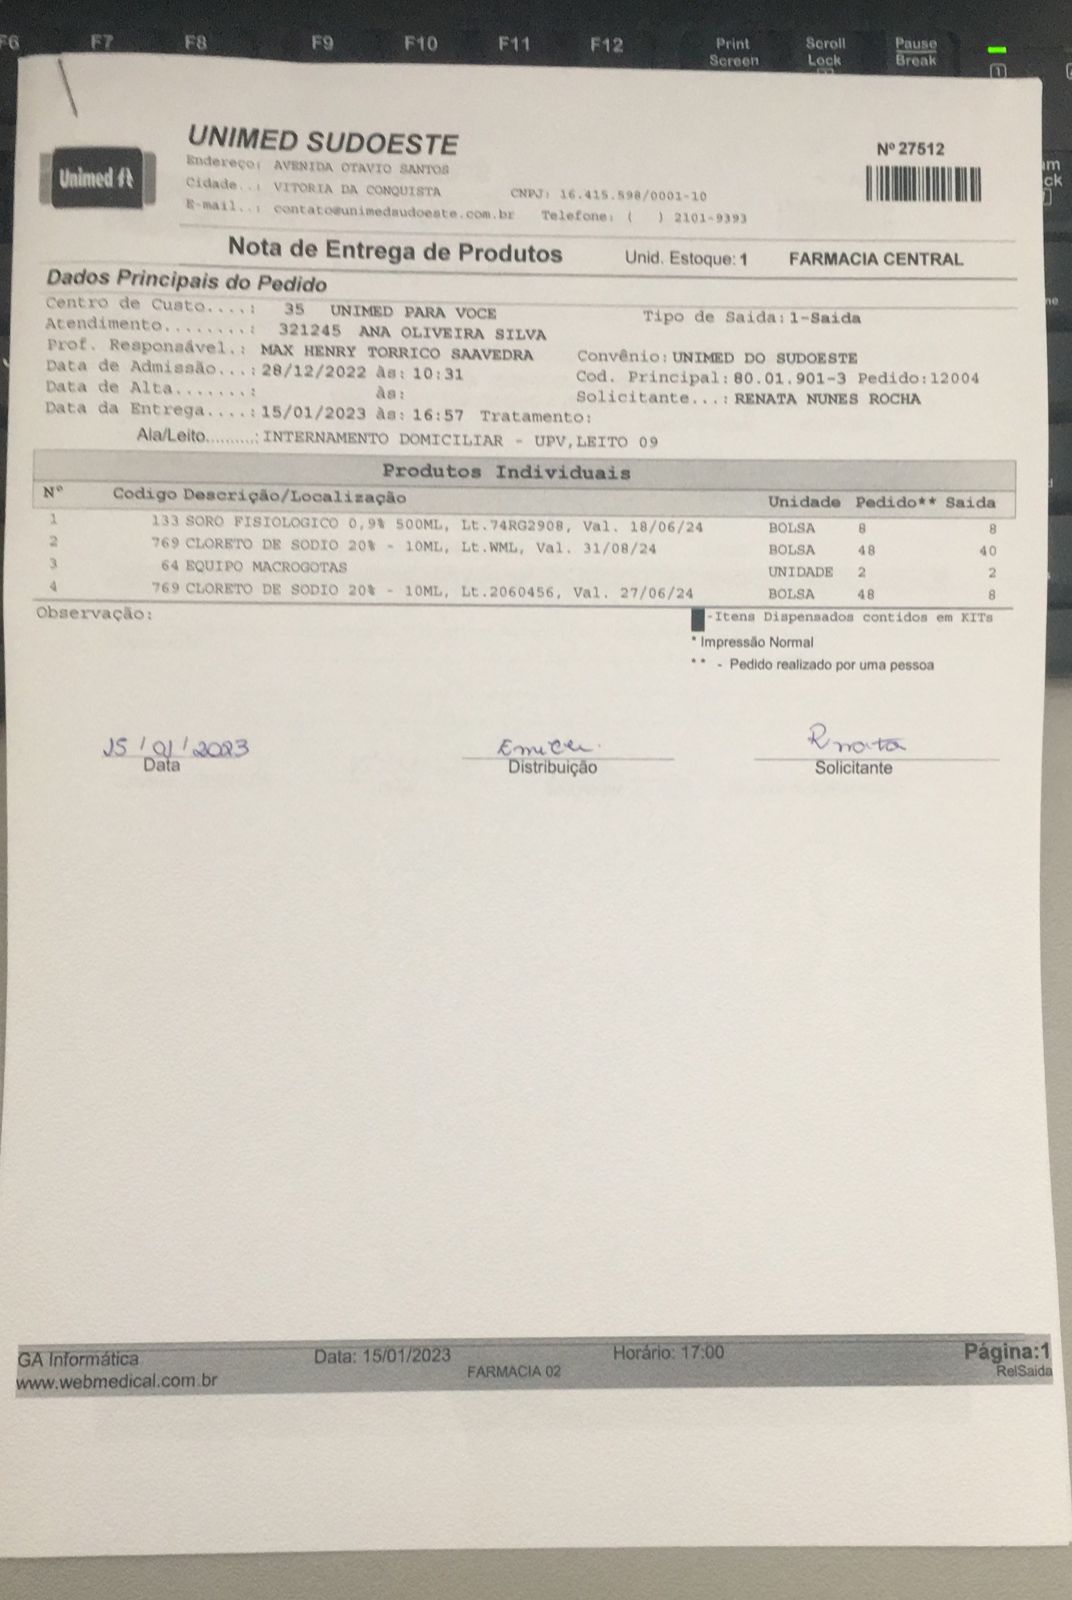 F6 F7 F8 F9 F10 F11 F12 Print Screen Scroll Lock Pause Break
1
Unimed
UNIMED SUDOESTE
Nº 27512
Endereço: AVENIDA OTAVIO SANTOS
Cidade..: VITORIA DA CONQUISTA CNPJ: 16.415.598/0001-10
E-mail..: contato@unimedsudoeste.com.br Telefone: ( ) 2101-9393
Nota de Entrega de Produtos Unid. Estoque: 1 FARMACIA CENTRAL
Dados Principais do Pedido
Centro de Custo....: 35 UNIMED PARA VOCE Tipo de Saida: 1-Saida
Atendimento........: 321245 ANA OLIVEIRA SILVA
Prof. Responsável.: MAX HENRY TORRICO SAAVEDRA Convênio: UNIMED DO SUDOESTE
Data de Admissão...: 28/12/2022 às: 10:31 Cod. Principal: 80.01.901-3 Pedido:12004
Data de Alta.......: às: Solicitante...: RENATA NUNES ROCHA
Data da Entrega....: 15/01/2023 às: 16:57 Tratamento:
Ala/Leito..........: INTERNAMENTO DOMICILIAR - UPV,LEITO 09
Produtos Individuais
Nº Codigo Descrição/Localização Unidade Pedido** Saida
1 133 SORO FISIOLOGICO 0,9% 500ML, Lt.74RG2908, Val. 18/06/24 BOLSA 8 8
2 769 CLORETO DE SODIO 20% - 10ML, Lt.WML, Val. 31/08/24 BOLSA 48 40
3 64 EQUIPO MACROGOTAS UNIDADE 2 2
4 769 CLORETO DE SODIO 20% - 10ML, Lt.2060456, Val. 27/06/24 BOLSA 48 8
Observação: -Itens Dispensados contidos em KITs
* Impressão Normal
** - Pedido realizado por uma pessoa
15/01/2023 Renata
Data Distribuição Solicitante
GA Informática Data: 15/01/2023 Horário: 17:00 Página:1
www.webmedical.com.br FARMACIA 02 RelSaida